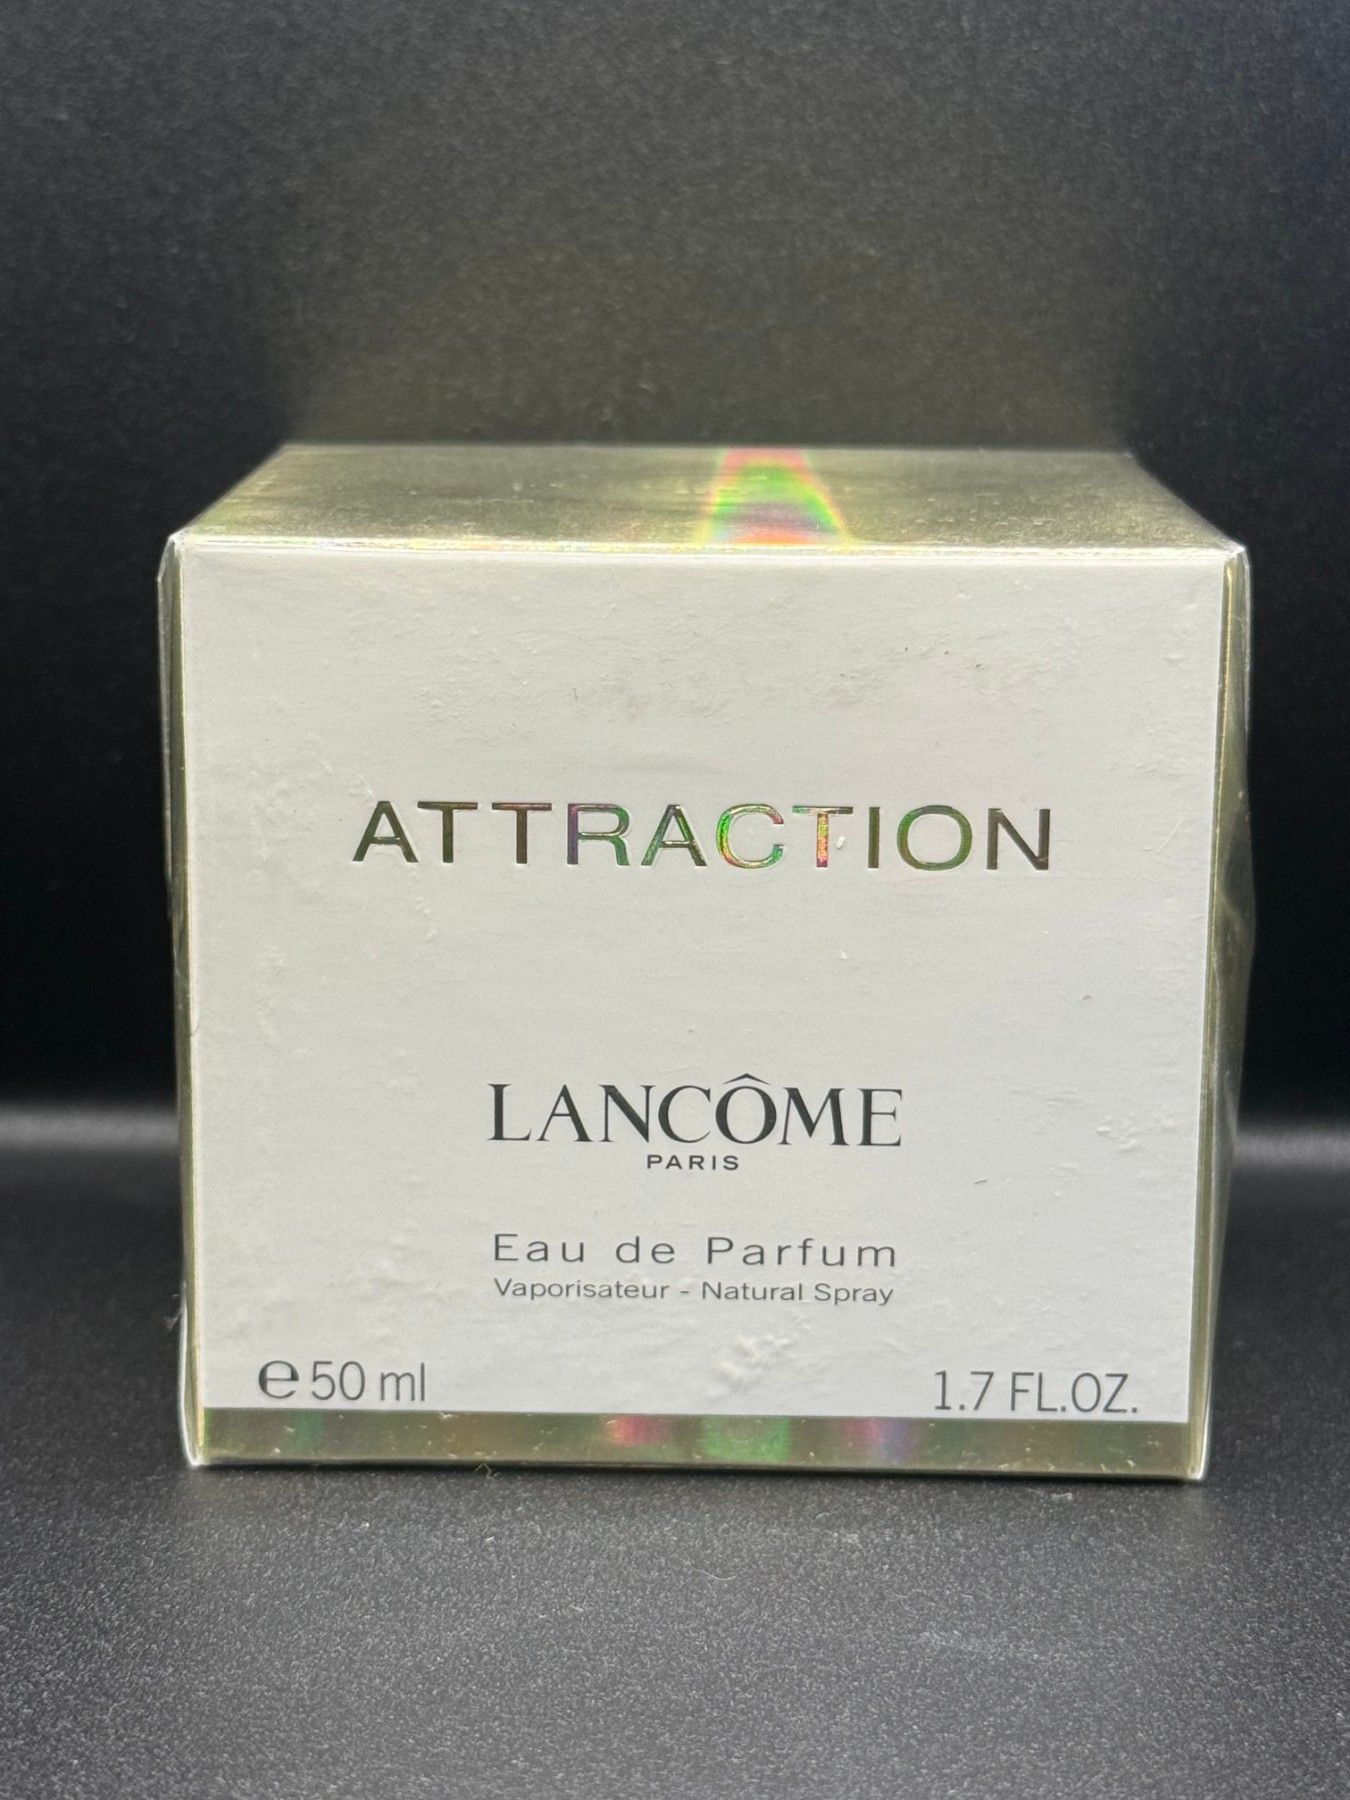 ATTRACTION
LANCÔME
PARIS
Eau de Parfum
Vaporisateur - Natural Spray
℮50 ml
1.7 FL.OZ.